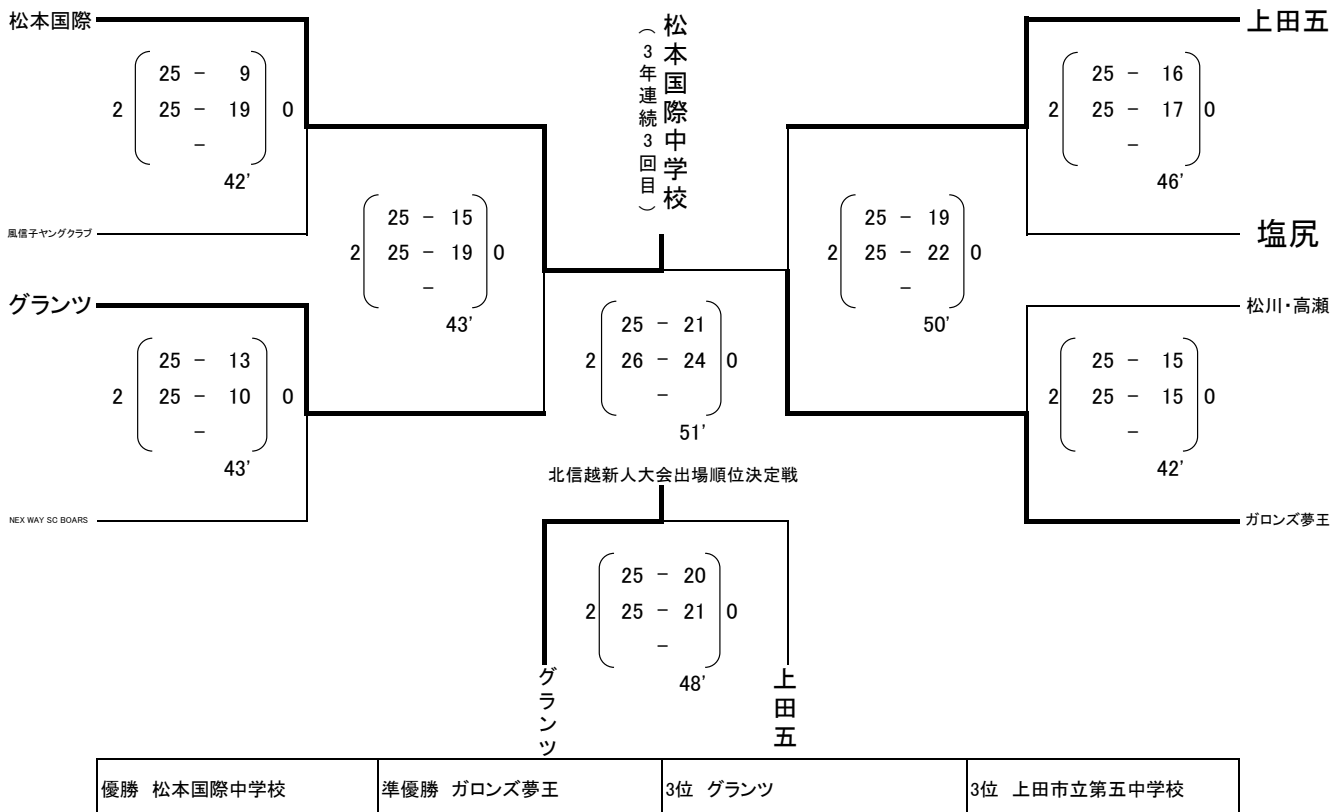 松本国際
25 - 9
2 25 - 19 0
-
42'
風信子ヤングクラブ
グランツ
25 - 13
2 25 - 10 0
-
43'
NEX WAY SC BOARS
25 - 15
2 25 - 19 0
-
43'
松本国際中学校
（3年連続3回目）
25 - 21
2 26 - 24 0
-
51'
上田五
25 - 16
2 25 - 17 0
-
46'
塩尻
25 - 19
2 25 - 22 0
-
50'
松川・高瀬
25 - 15
2 25 - 15 0
-
42'
ガロンズ夢王
北信越新人大会出場順位決定戦
25 - 20
2 25 - 21 0
-
48'
グランツ
上田五
優勝 松本国際中学校
準優勝 ガロンズ夢王
3位 グランツ
3位 上田市立第五中学校